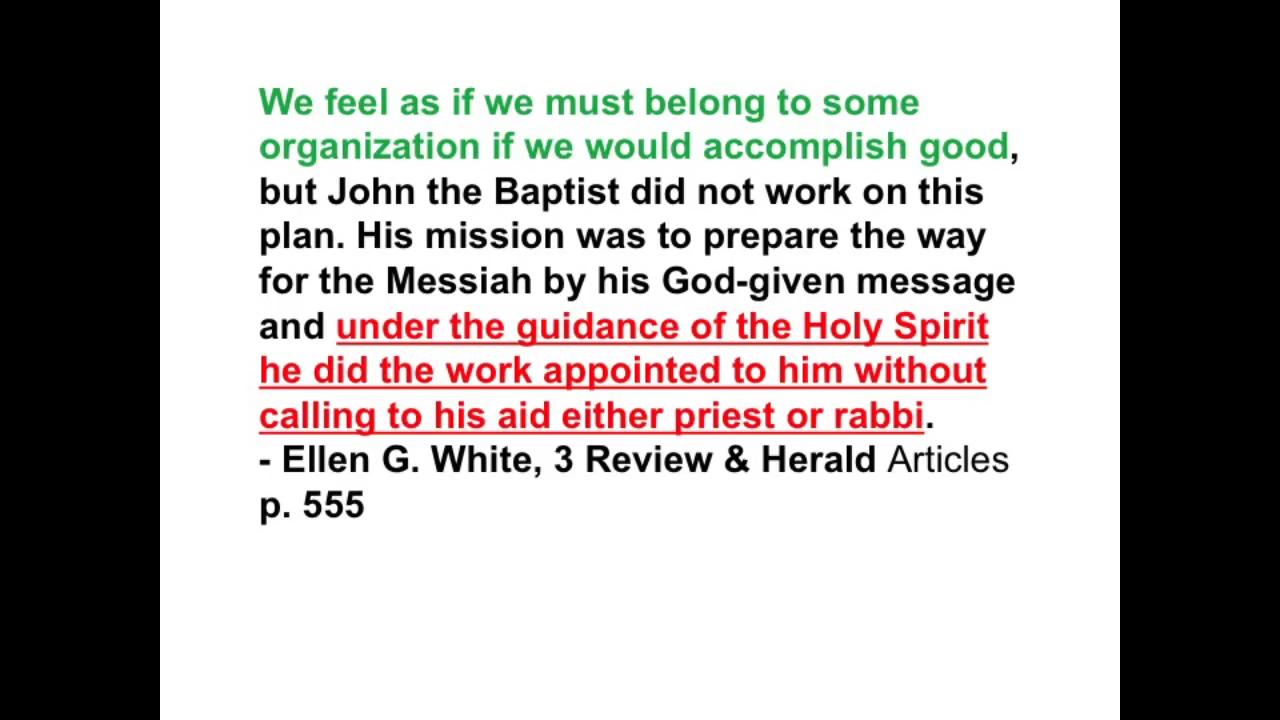 We feel as if we must belong to some
organization if we would accomplish good,
but John the Baptist did not work on this
plan. His mission was to prepare the way
for the Messiah by his God-given message
and under the guidance of the Holy Spirit
he did the work appointed to him without
calling to his aid either priest or rabbi.
- Ellen G. White, 3 Review & Herald Articles
p. 555